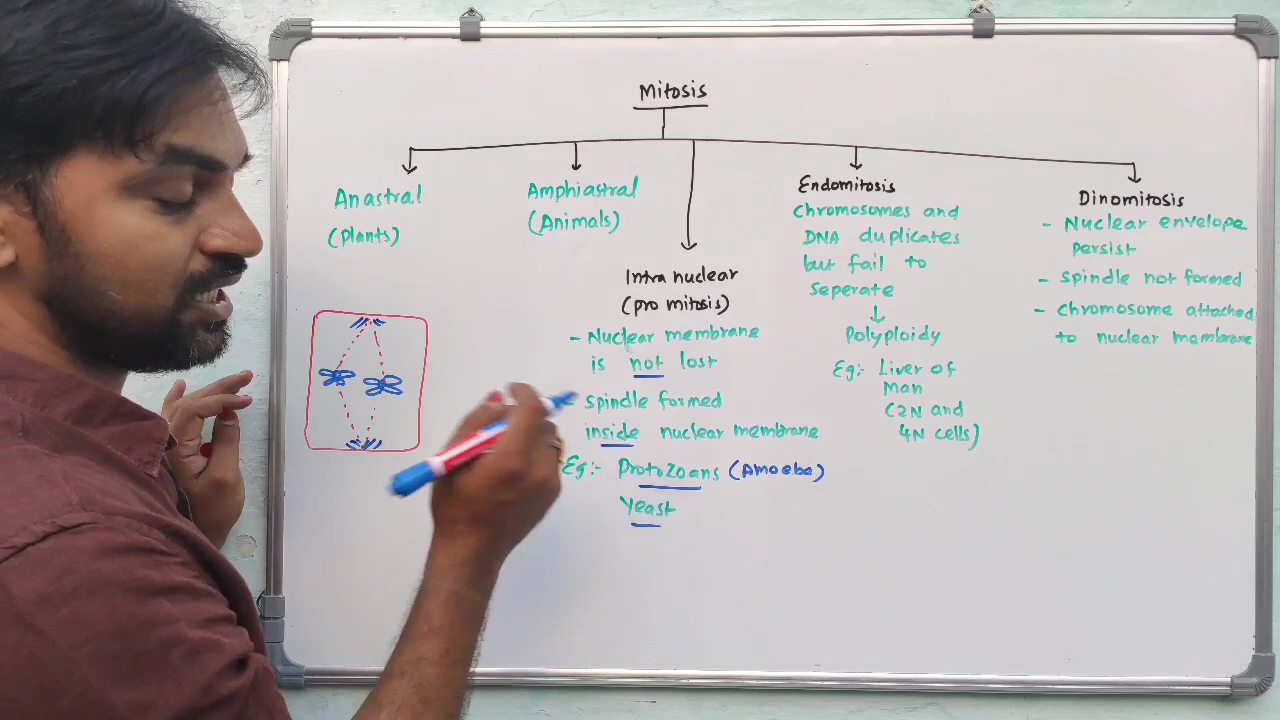 Mitosis
Anastral
(Plants)
Amphiastral
(Animals)
Intra nuclear
(pro mitosis)
- Nuclear membrane
is not lost
- Spindle formed
inside nuclear membrane
Eg:- Protozoans (Amoeba)
Yeast
Endomitosis
Chromosomes and
DNA duplicates
but fail to
Seperate
Polyploidy
Eg:- Liver of
Man
(2N and
4N cells)
Dinomitosis
- Nuclear envelope
persist
- Spindle not formed
- Chromosome attached
to nuclear membrane